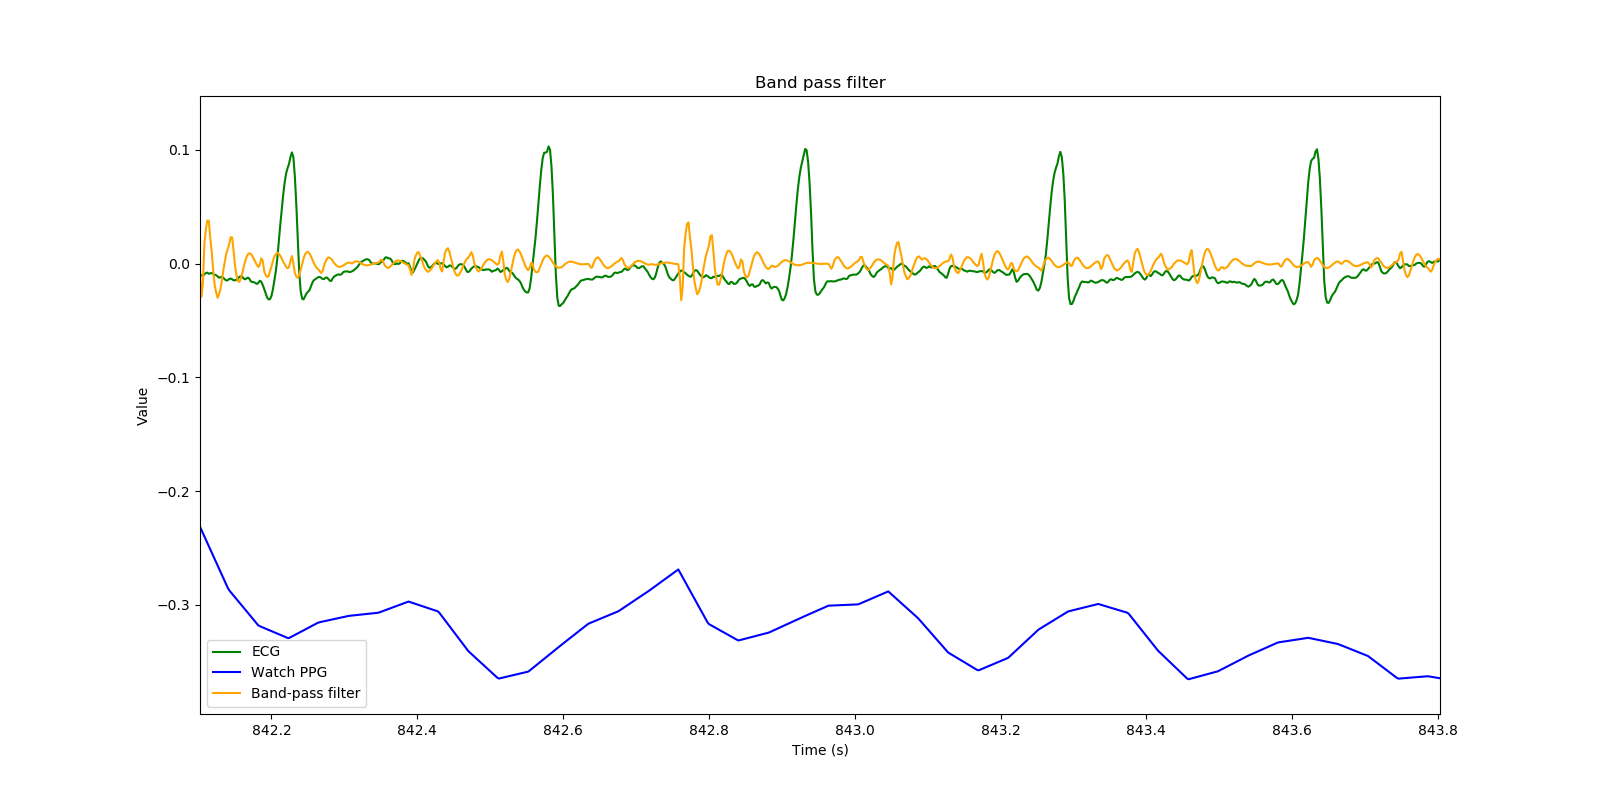 Band pass filter
0.1
0.0
−0.1
−0.2
−0.3
Value
ECG
Watch PPG
Band-pass filter
842.2 842.4 842.6 842.8 843.0 843.2 843.4 843.6 843.8
Time (s)